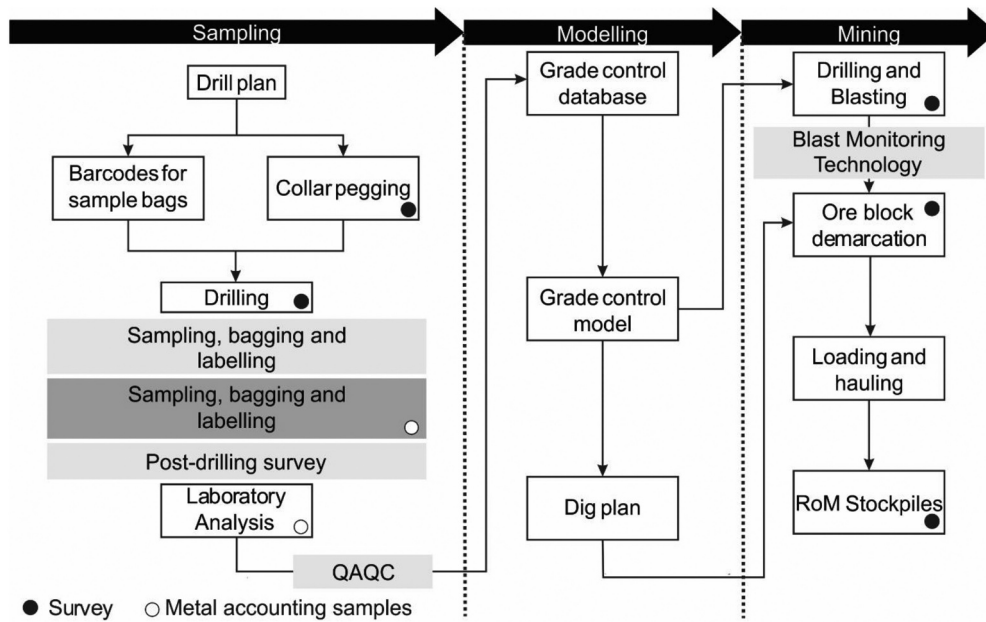 Sampling
Modelling
Mining
Drill plan
Barcodes for
sample bags
Collar pegging
Drilling
Sampling, bagging and
labelling
Sampling, bagging and
labelling
Post-drilling survey
Laboratory
Analysis
QAQC
Grade control
database
Grade control
model
Dig plan
Drilling and
Blasting
Blast Monitoring
Technology
Ore block
demarcation
Loading and
hauling
RoM Stockpiles
Survey
Metal accounting samples